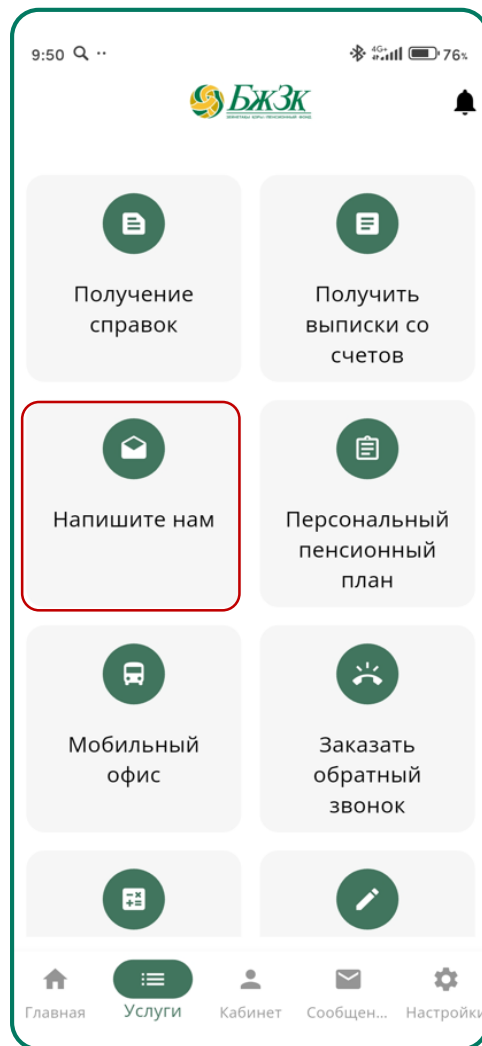 9:50
4G+
76%
БжЗк
Получение
справок
Получить
выписки со
счетов
Напишите нам
Персональный
пенсионный
план
Мобильный
офис
Заказать
обратный
звонок
Главная
Услуги
Кабинет
Сообщен...
Настройки